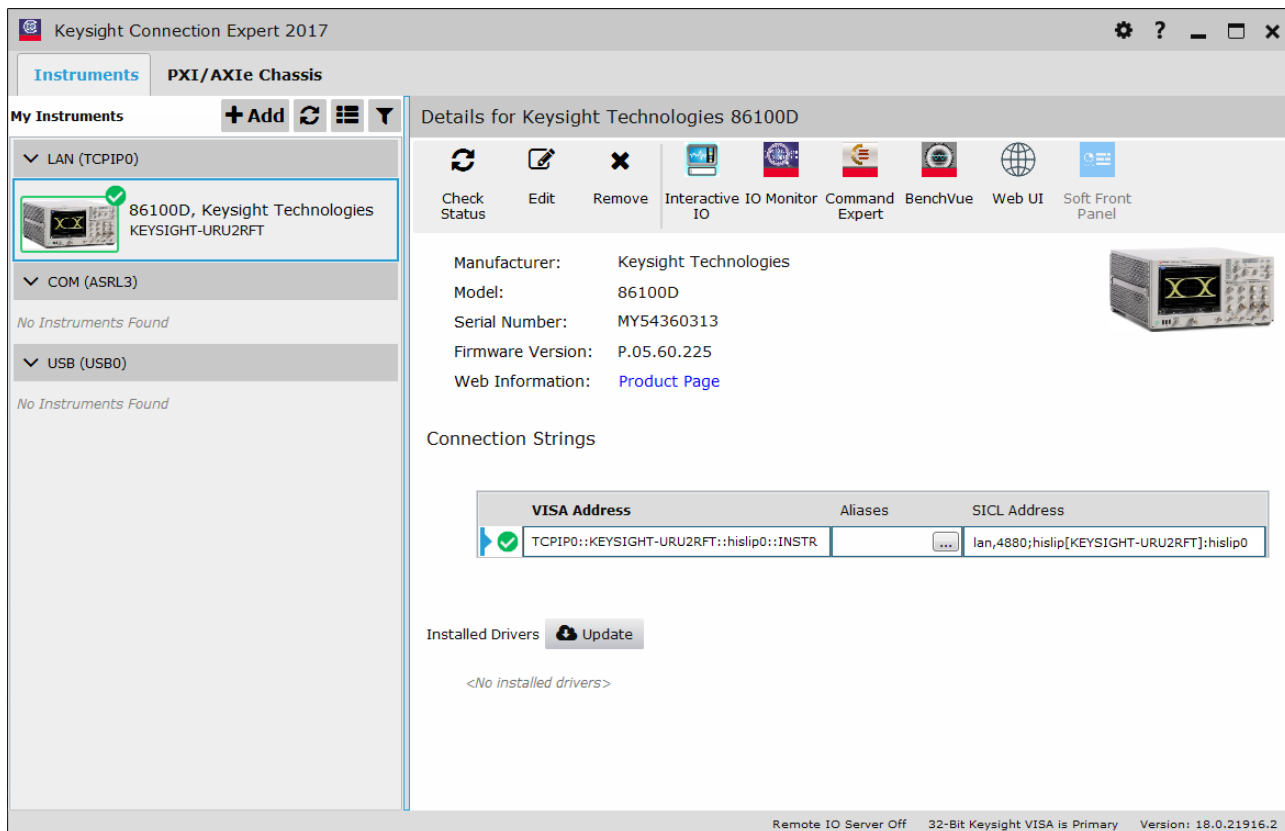 Keysight Connection Expert 2017
?
Instruments
PXI/AXIe Chassis
My Instruments
+Add
LAN (TCPIP0)
86100D, Keysight Technologies
KEYSIGHT-URU2RFT
COM (ASRL3)
No Instruments Found
USB (USB0)
No Instruments Found
Details for Keysight Technologies 86100D
Check
Status
Edit
Remove
Interactive
IO
IO Monitor
Command
Expert
BenchVue
Web UI
Soft Front
Panel
Manufacturer: Keysight Technologies
Model: 86100D
Serial Number: MY54360313
Firmware Version: P.05.60.225
Web Information: Product Page
Connection Strings
VISA Address Aliases SICL Address
TCPIP0::KEYSIGHT-URU2RFT::hislip0::INSTR ... lan,4880;hislip[KEYSIGHT-URU2RFT]:hislip0
Installed Drivers Update
<No installed drivers>
Remote IO Server Off 32-Bit Keysight VISA is Primary Version: 18.0.21916.2